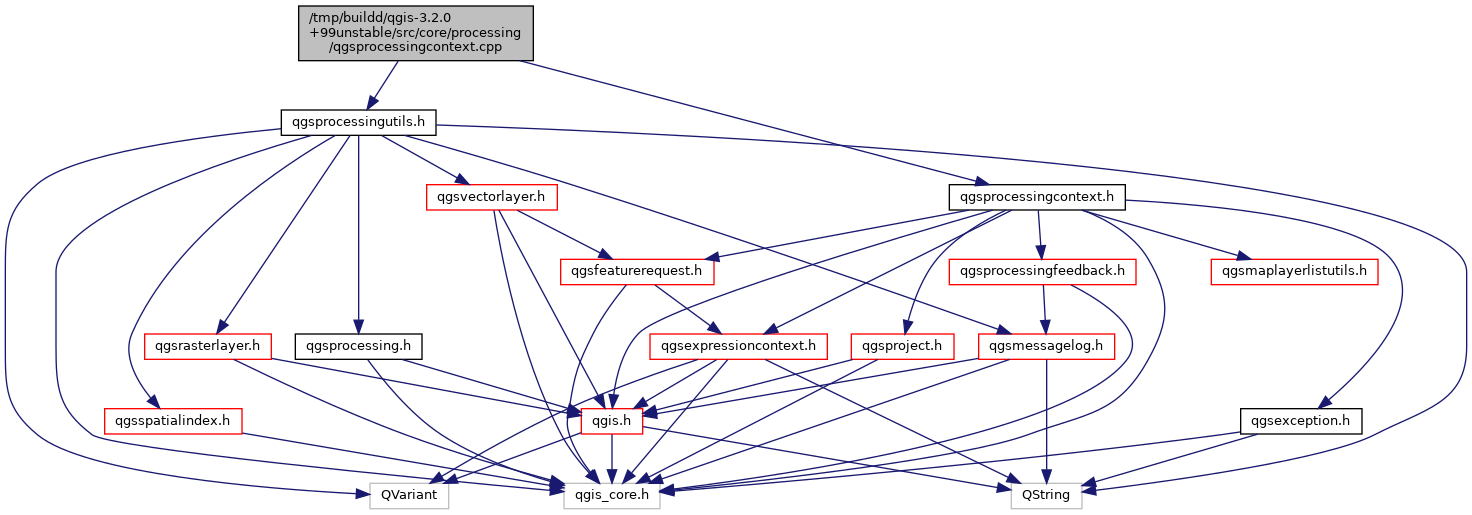 /tmp/buildd/qgis-3.2.0
+99unstable/src/core/processing
/qgsprocessingcontext.cpp
qgsprocessingutils.h
qgsvectorlayer.h
qgsprocessingcontext.h
qgsfeaturerequest.h
qgsprocessingfeedback.h
qgsmaplayerlistutils.h
qgsrasterlayer.h
qgsprocessing.h
qgsexpressioncontext.h
qgsproject.h
qgsmessagelog.h
qgsspatialindex.h
qgis.h
qgsexception.h
QVariant
qgis_core.h
QString